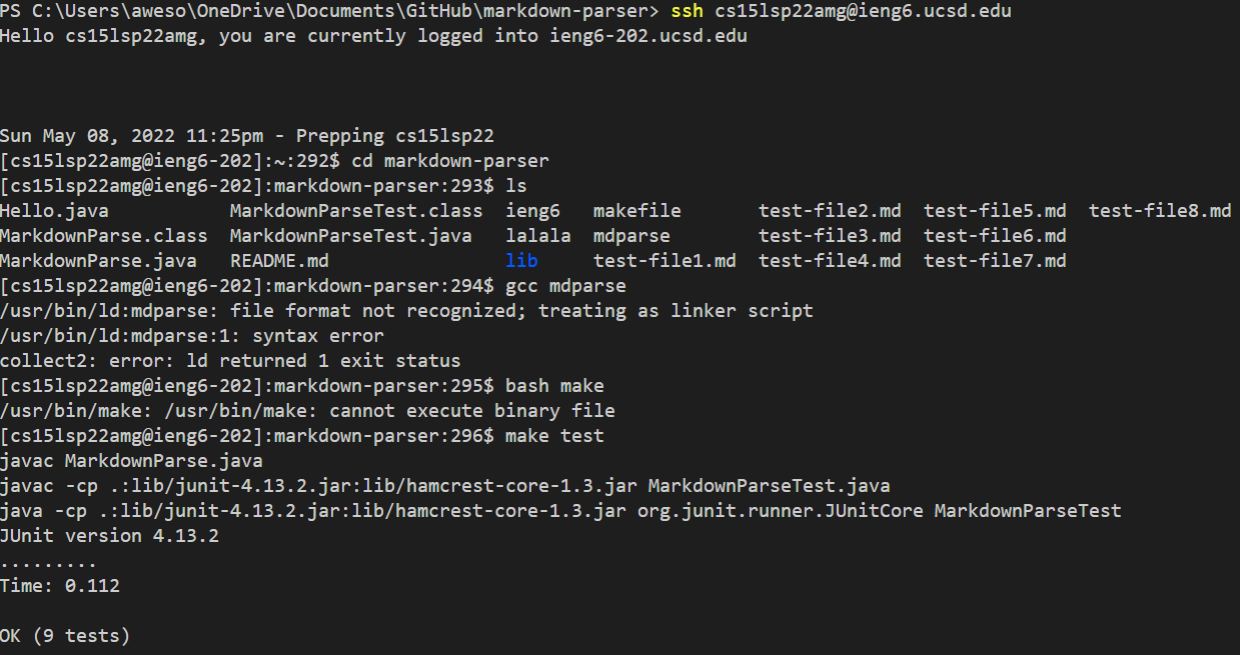 PS C:\Users\aweso\OneDrive\Documents\GitHub\markdown-parser> ssh cs15lsp22amg@ieng6.ucsd.edu
Hello cs15lsp22amg, you are currently logged into ieng6-202.ucsd.edu
Sun May 08, 2022 11:25pm - Prepping cs15lsp22
[cs15lsp22amg@ieng6-202]:~:292$ cd markdown-parser
[cs15lsp22amg@ieng6-202]:markdown-parser:293$ ls
Hello.java           MarkdownParseTest.class  ieng6   makefile       test-file2.md  test-file5.md  test-file8.md
MarkdownParse.class  MarkdownParseTest.java   lalala  mdparse        test-file3.md  test-file6.md
MarkdownParse.java   README.md                lib     test-file1.md  test-file4.md  test-file7.md
[cs15lsp22amg@ieng6-202]:markdown-parser:294$ gcc mdparse
/usr/bin/ld:mdparse: file format not recognized; treating as linker script
/usr/bin/ld:mdparse:1: syntax error
collect2: error: ld returned 1 exit status
[cs15lsp22amg@ieng6-202]:markdown-parser:295$ bash make
/usr/bin/make: /usr/bin/make: cannot execute binary file
[cs15lsp22amg@ieng6-202]:markdown-parser:296$ make test
javac MarkdownParse.java
javac -cp .:lib/junit-4.13.2.jar:lib/hamcrest-core-1.3.jar MarkdownParseTest.java
java -cp .:lib/junit-4.13.2.jar:lib/hamcrest-core-1.3.jar org.junit.runner.JUnitCore MarkdownParseTest
JUnit version 4.13.2
.........
Time: 0.112
OK (9 tests)